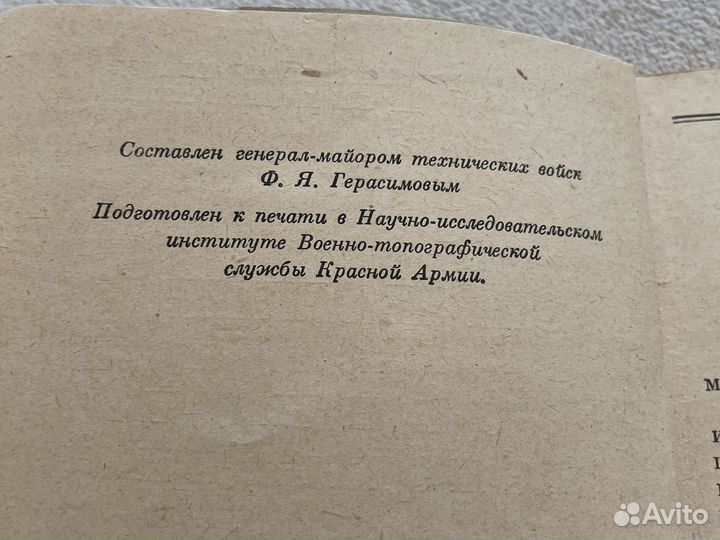 Составлен генерал-майором технических войск
Ф. Я. Герасимовым
Подготовлен к печати в Научно-исследовательском
институте Военно-топографической
службы Красной Армии.
Avito